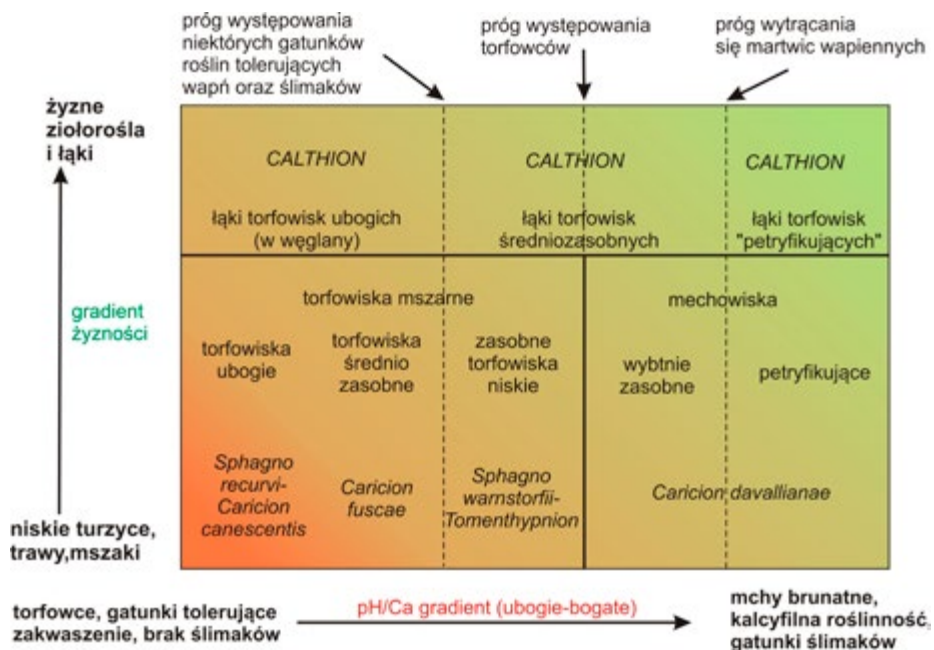 próg występowania
niektórych gatunków
roślin tolerujących
wapń oraz ślimaków
próg występowania
torfowców
próg wytrącania
się martwic wapiennych
żyzne
ziołorośla
i łąki
CALTHION
CALTHION
CALTHION
łąki torfowisk ubogich
(w węglany)
łąki torfowisk
średniozasobnych
łąki torfowisk
"petryfikujących"
gradient
żyzności
torfowiska mszarne
mechowiska
torfowiska
ubogie
torfowiska
średnio
zasobne
zasobne
torfowiska
niskie
wybtnie
zasobne
petryfikujące
Sphagno
recurvi-
Caricion
canescentis
Caricion
fuscae
Sphagno
warnstorfii-
Tomenthypnion
Caricion davallianae
niskie turzyce,
trawy,mszaki
torfowce, gatunki tolerujące
zakwaszenie, brak ślimaków
pH/Ca gradient (ubogie-bogate)
mchy brunatne,
kalcyfilna roślinność,
gatunki ślimaków